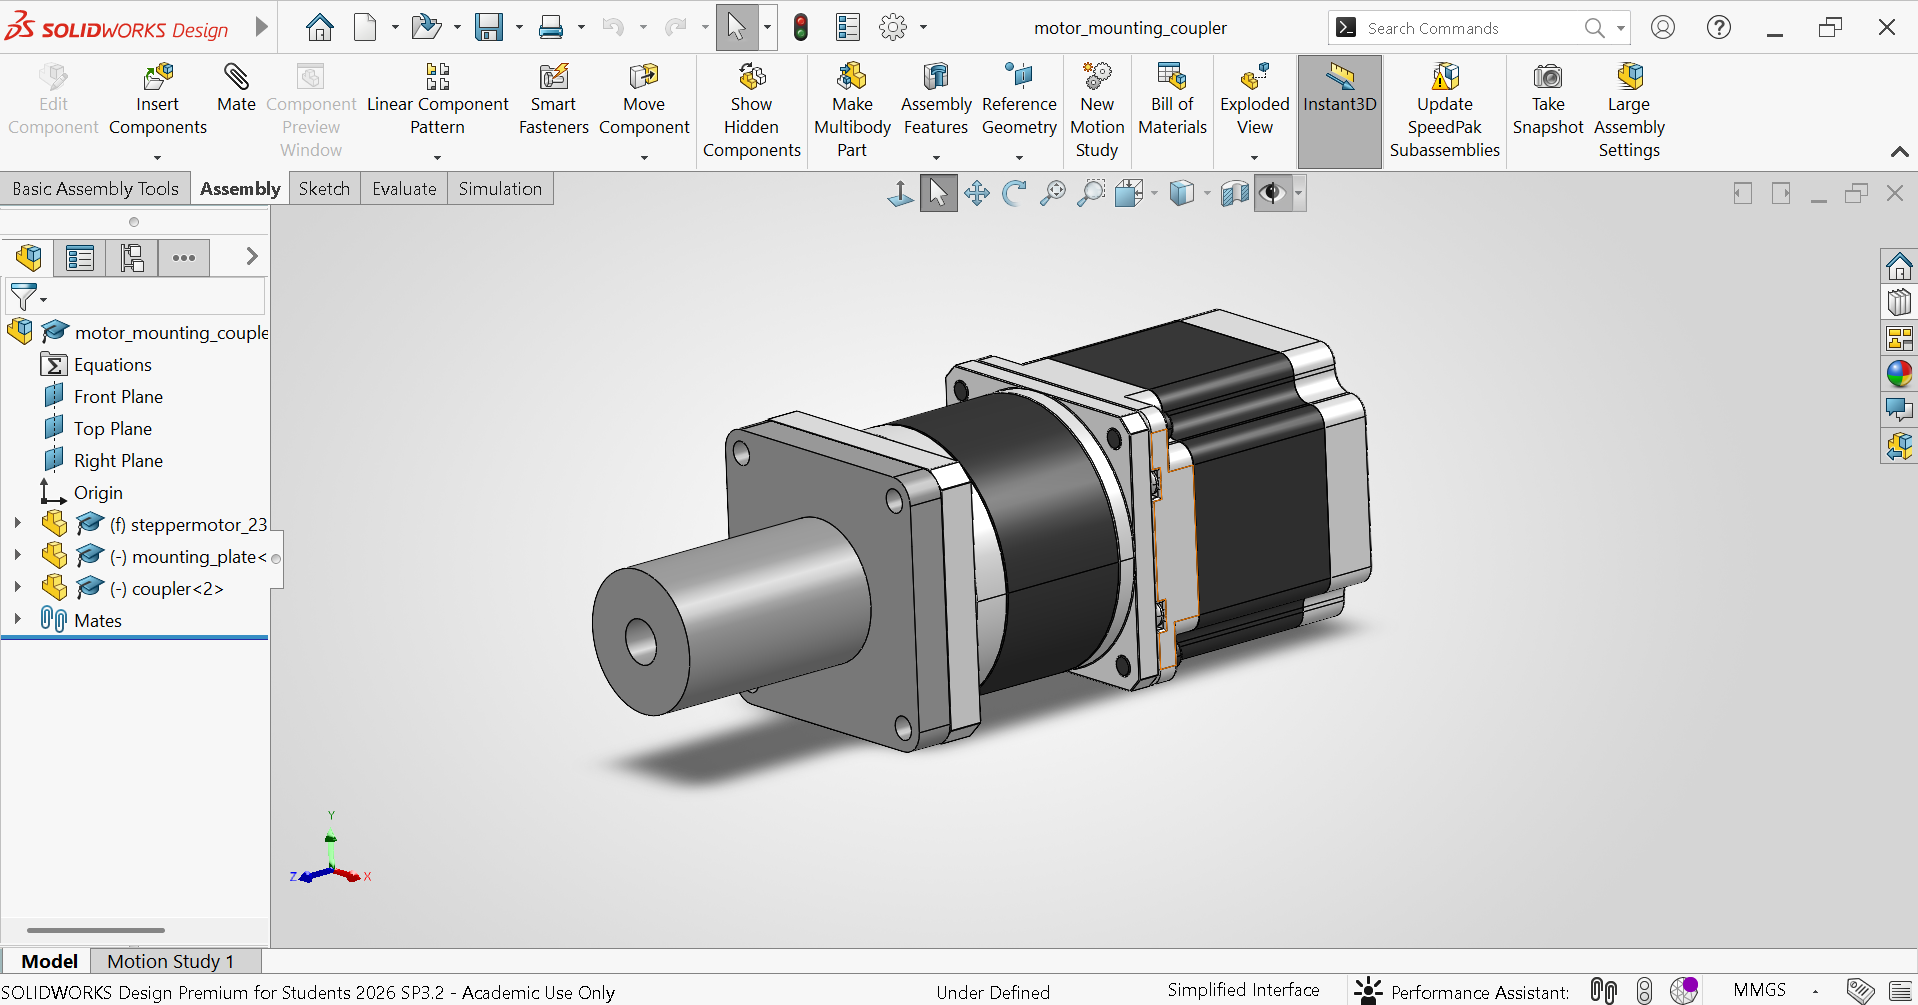 SOLIDWORKS Design
motor_mounting_coupler
Search Commands
Edit Component
Insert Components
Mate
Component Preview Window
Linear Component Pattern
Smart Fasteners
Move Component
Show Hidden Components
Make Multibody Part
Assembly Features
Reference Geometry
New Motion Study
Bill of Materials
Exploded View
Instant3D
Update SpeedPak Subassemblies
Take Snapshot
Large Assembly Settings
Basic Assembly Tools
Assembly
Sketch
Evaluate
Simulation
motor_mounting_couple
Equations
Front Plane
Top Plane
Right Plane
Origin
(f) steppermotor_23
(-) mounting_plate<
(-) coupler<2>
Mates
Y
Z
X
Model
Motion Study 1
SOLIDWORKS Design Premium for Students 2026 SP3.2 - Academic Use Only
Under Defined
Simplified Interface
Performance Assistant:
MMGS